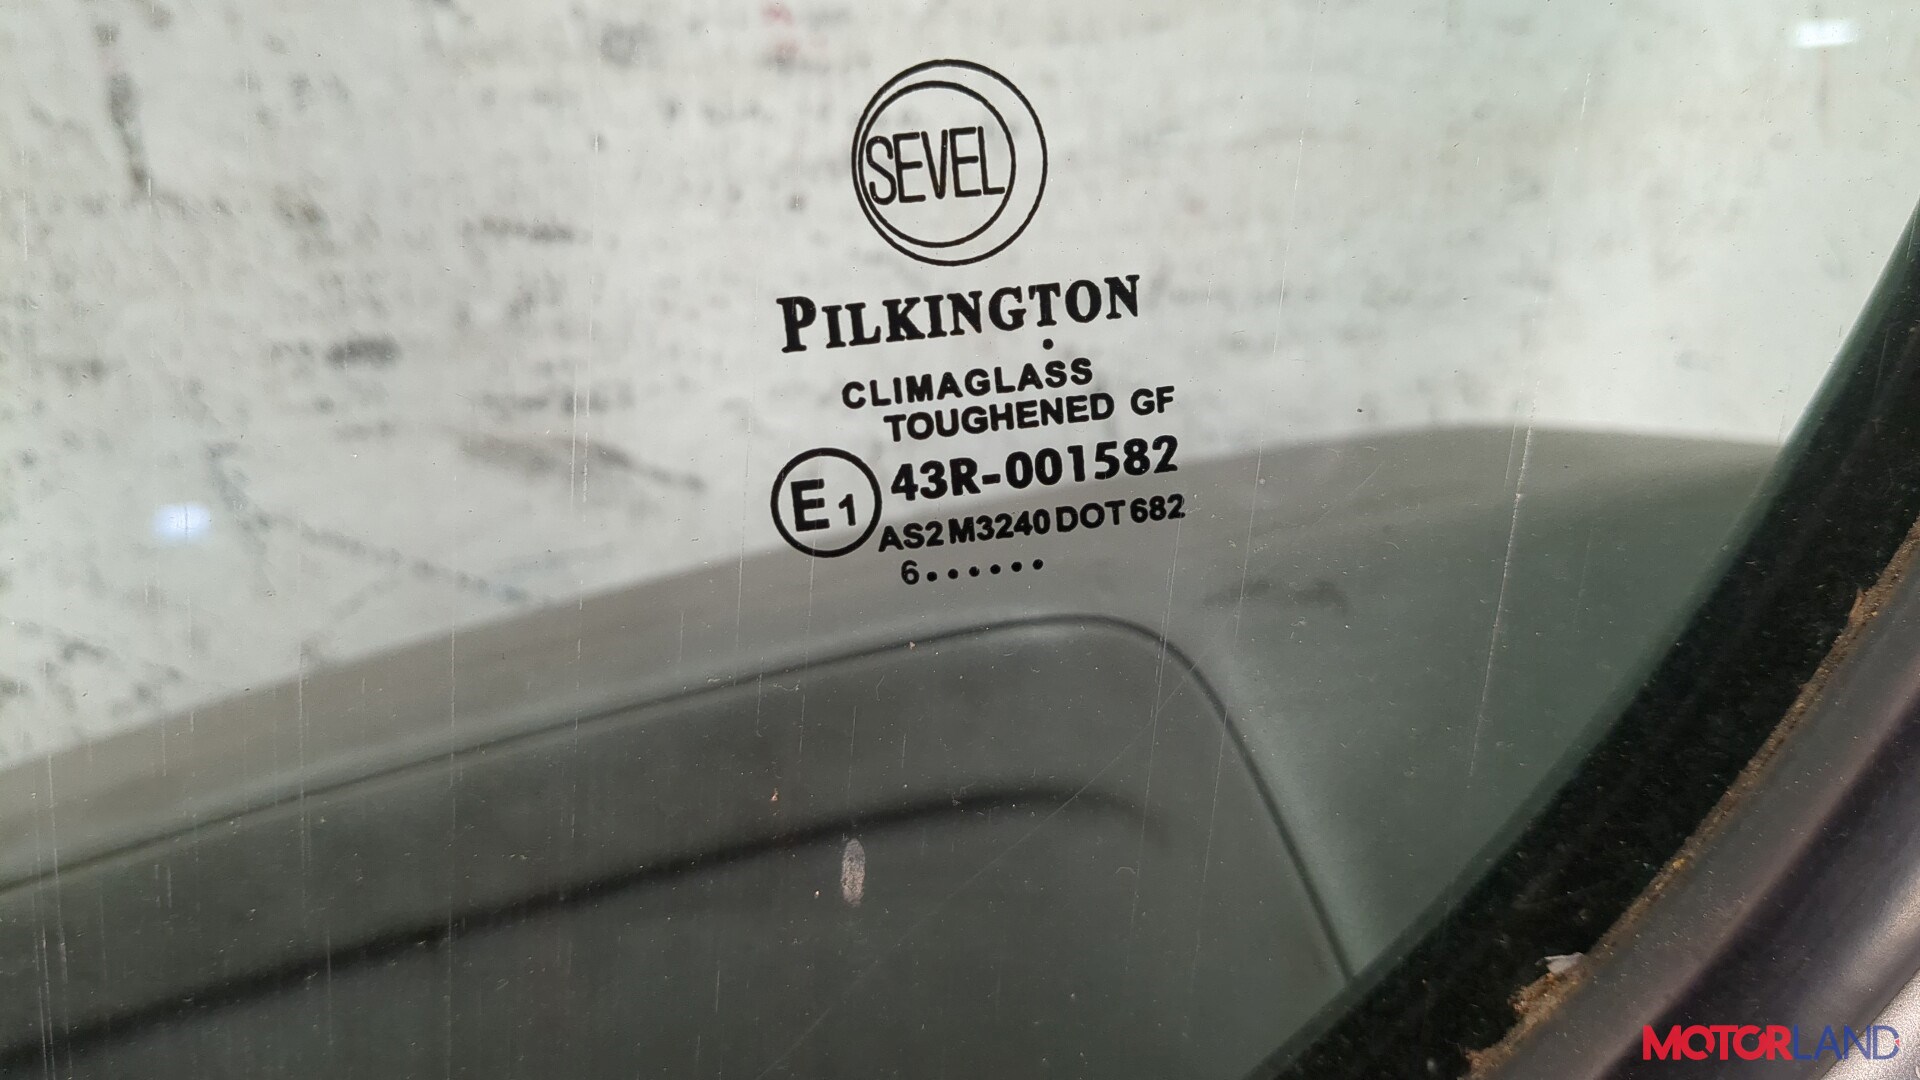 SEVEL
PILKINGTON
CLIMAGLASS
TOUGHENED GF
E1 43R-001582
AS2 M3240 DOT 682
6••••••
MOTORLAND